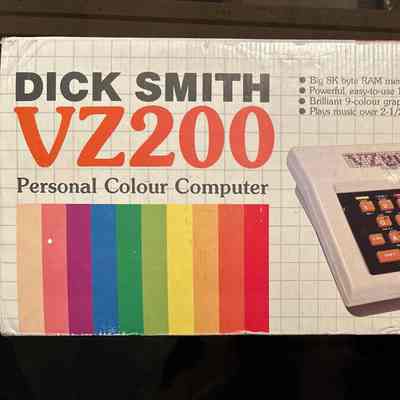 DICK SMITH
VZ200
Personal Colour Computer
• Big 8K byte RAM
• Powerful, easy-to-use
• Brilliant 9-colour
• Plays music over 2-1/2
VZ200